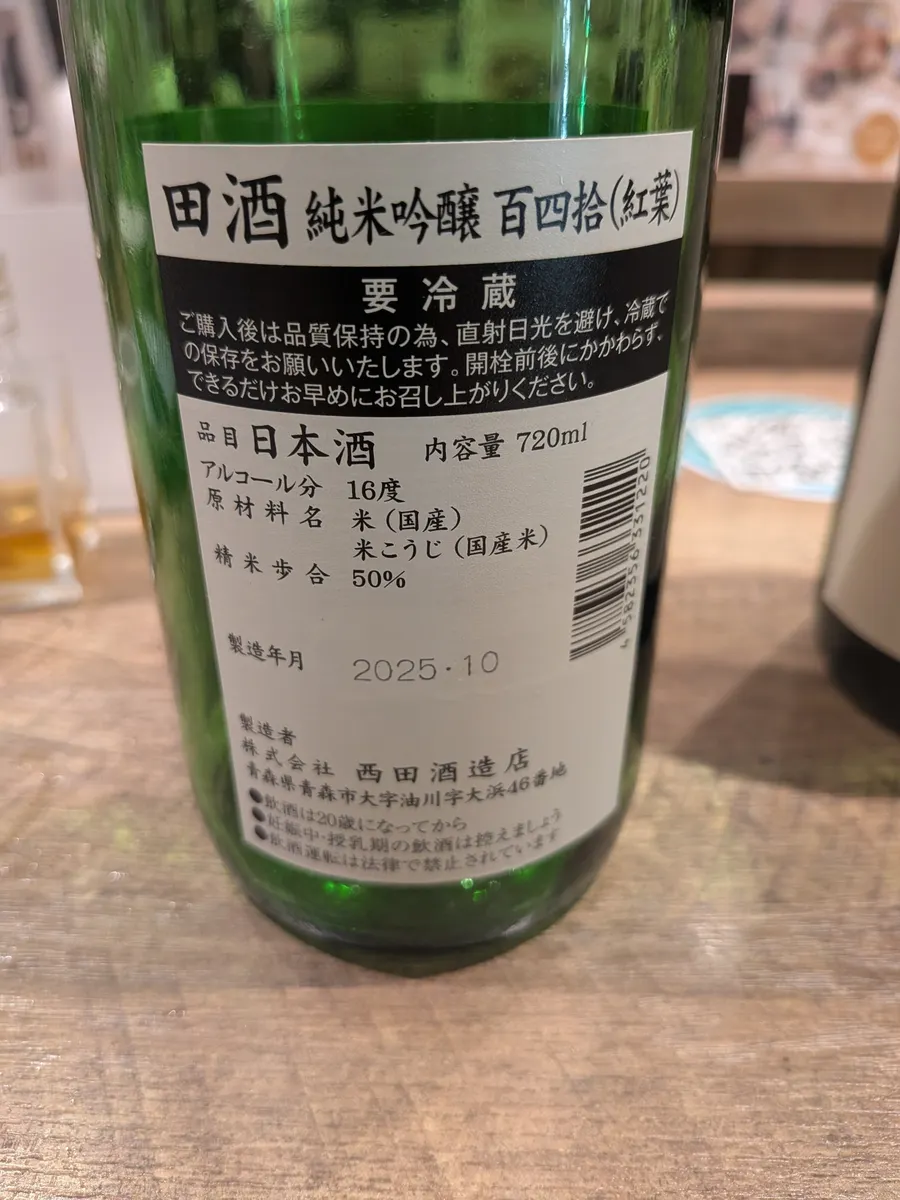 田酒 純米吟醸 百四拾(紅葉)
要冷蔵
ご購入後は品質保持の為、直射日光を避け、冷蔵で
の保存をお願いいたします。開栓前後にかかわらず、
できるだけお早めにお召し上がりください。
品目 日本酒 内容量 720ml
アルコール分 16度
原材料名 米(国産)
米こうじ(国産米)
精米歩合 50%
4582356331220
製造年月 2025・10
製造者
株式会社 西田酒造店
青森県青森市大字油川字大浜46番地
●飲酒は20歳になってから
●妊娠中・授乳期の飲酒は控えましょう
●飲酒運転は法律で禁止されています